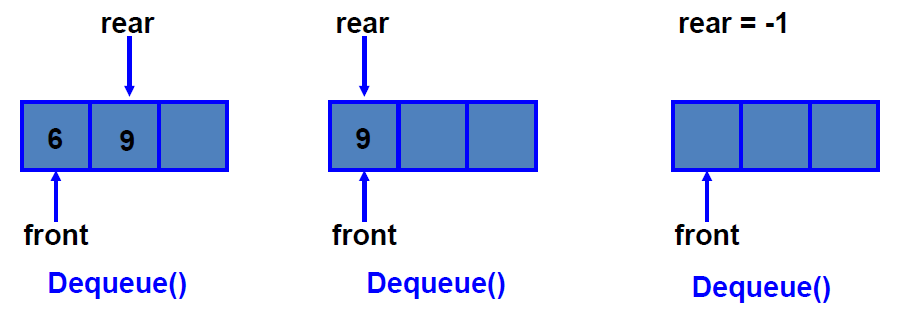 rear
rear
rear = -1
6 9
9
front
front
front
Dequeue()
Dequeue()
Dequeue()